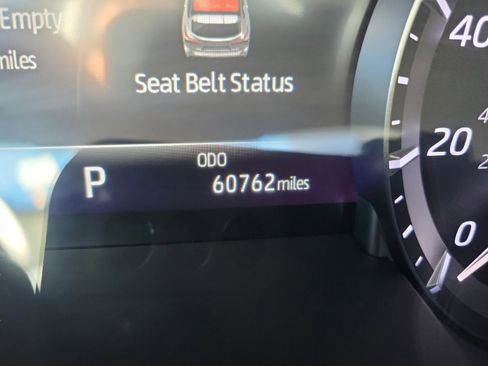 Empty
miles
Seat Belt Status
P
ODO
60762 miles
40
20
0